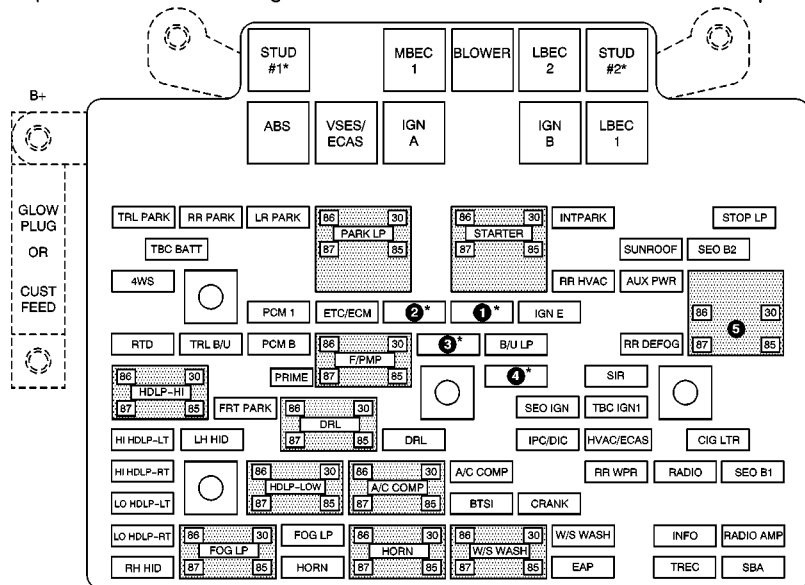 STUD #1*
MBEC 1
BLOWER
LBEC 2
STUD #2*
B+
ABS
VSES/ ECAS
IGN A
IGN B
LBEC 1
GLOW PLUG OR CUST FEED
TRL PARK RR PARK LR PARK
86 30
PARK LP
87 85
86 30
STARTER
87 85
INTPARK
STOP LP
TBC BATT
SUNROOF SEO B2
4WS
RR HVAC AUX PWR
86 30
5
87 85
PCM 1 ETC/ECM 2* 1* IGN E
RTD TRL B/U PCM B
86 30
F/PMP
87 85
3* B/U LP
RR DEFOG
PRIME
4*
SIR
86 30
HDLP-HI
87 85
FRT PARK
86 30
DRL
87 85
SEO IGN TBC IGN1
HI HDLP-LT LH HID
DRL
IPC/DIC HVAC/ECAS CIG LTR
HI HDLP-RT
86 30
HDLP-LOW
87 85
86 30
A/C COMP
87 85
A/C COMP
RR WPR RADIO SEO B1
LO HDLP-LT
BTSI CRANK
LO HDLP-RT
86 30
FOG LP
87 85
FOG LP
86 30
HORN
87 85
86 30
W/S WASH
87 85
W/S WASH
INFO RADIO AMP
RH HID
HORN
EAP
TREC SBA